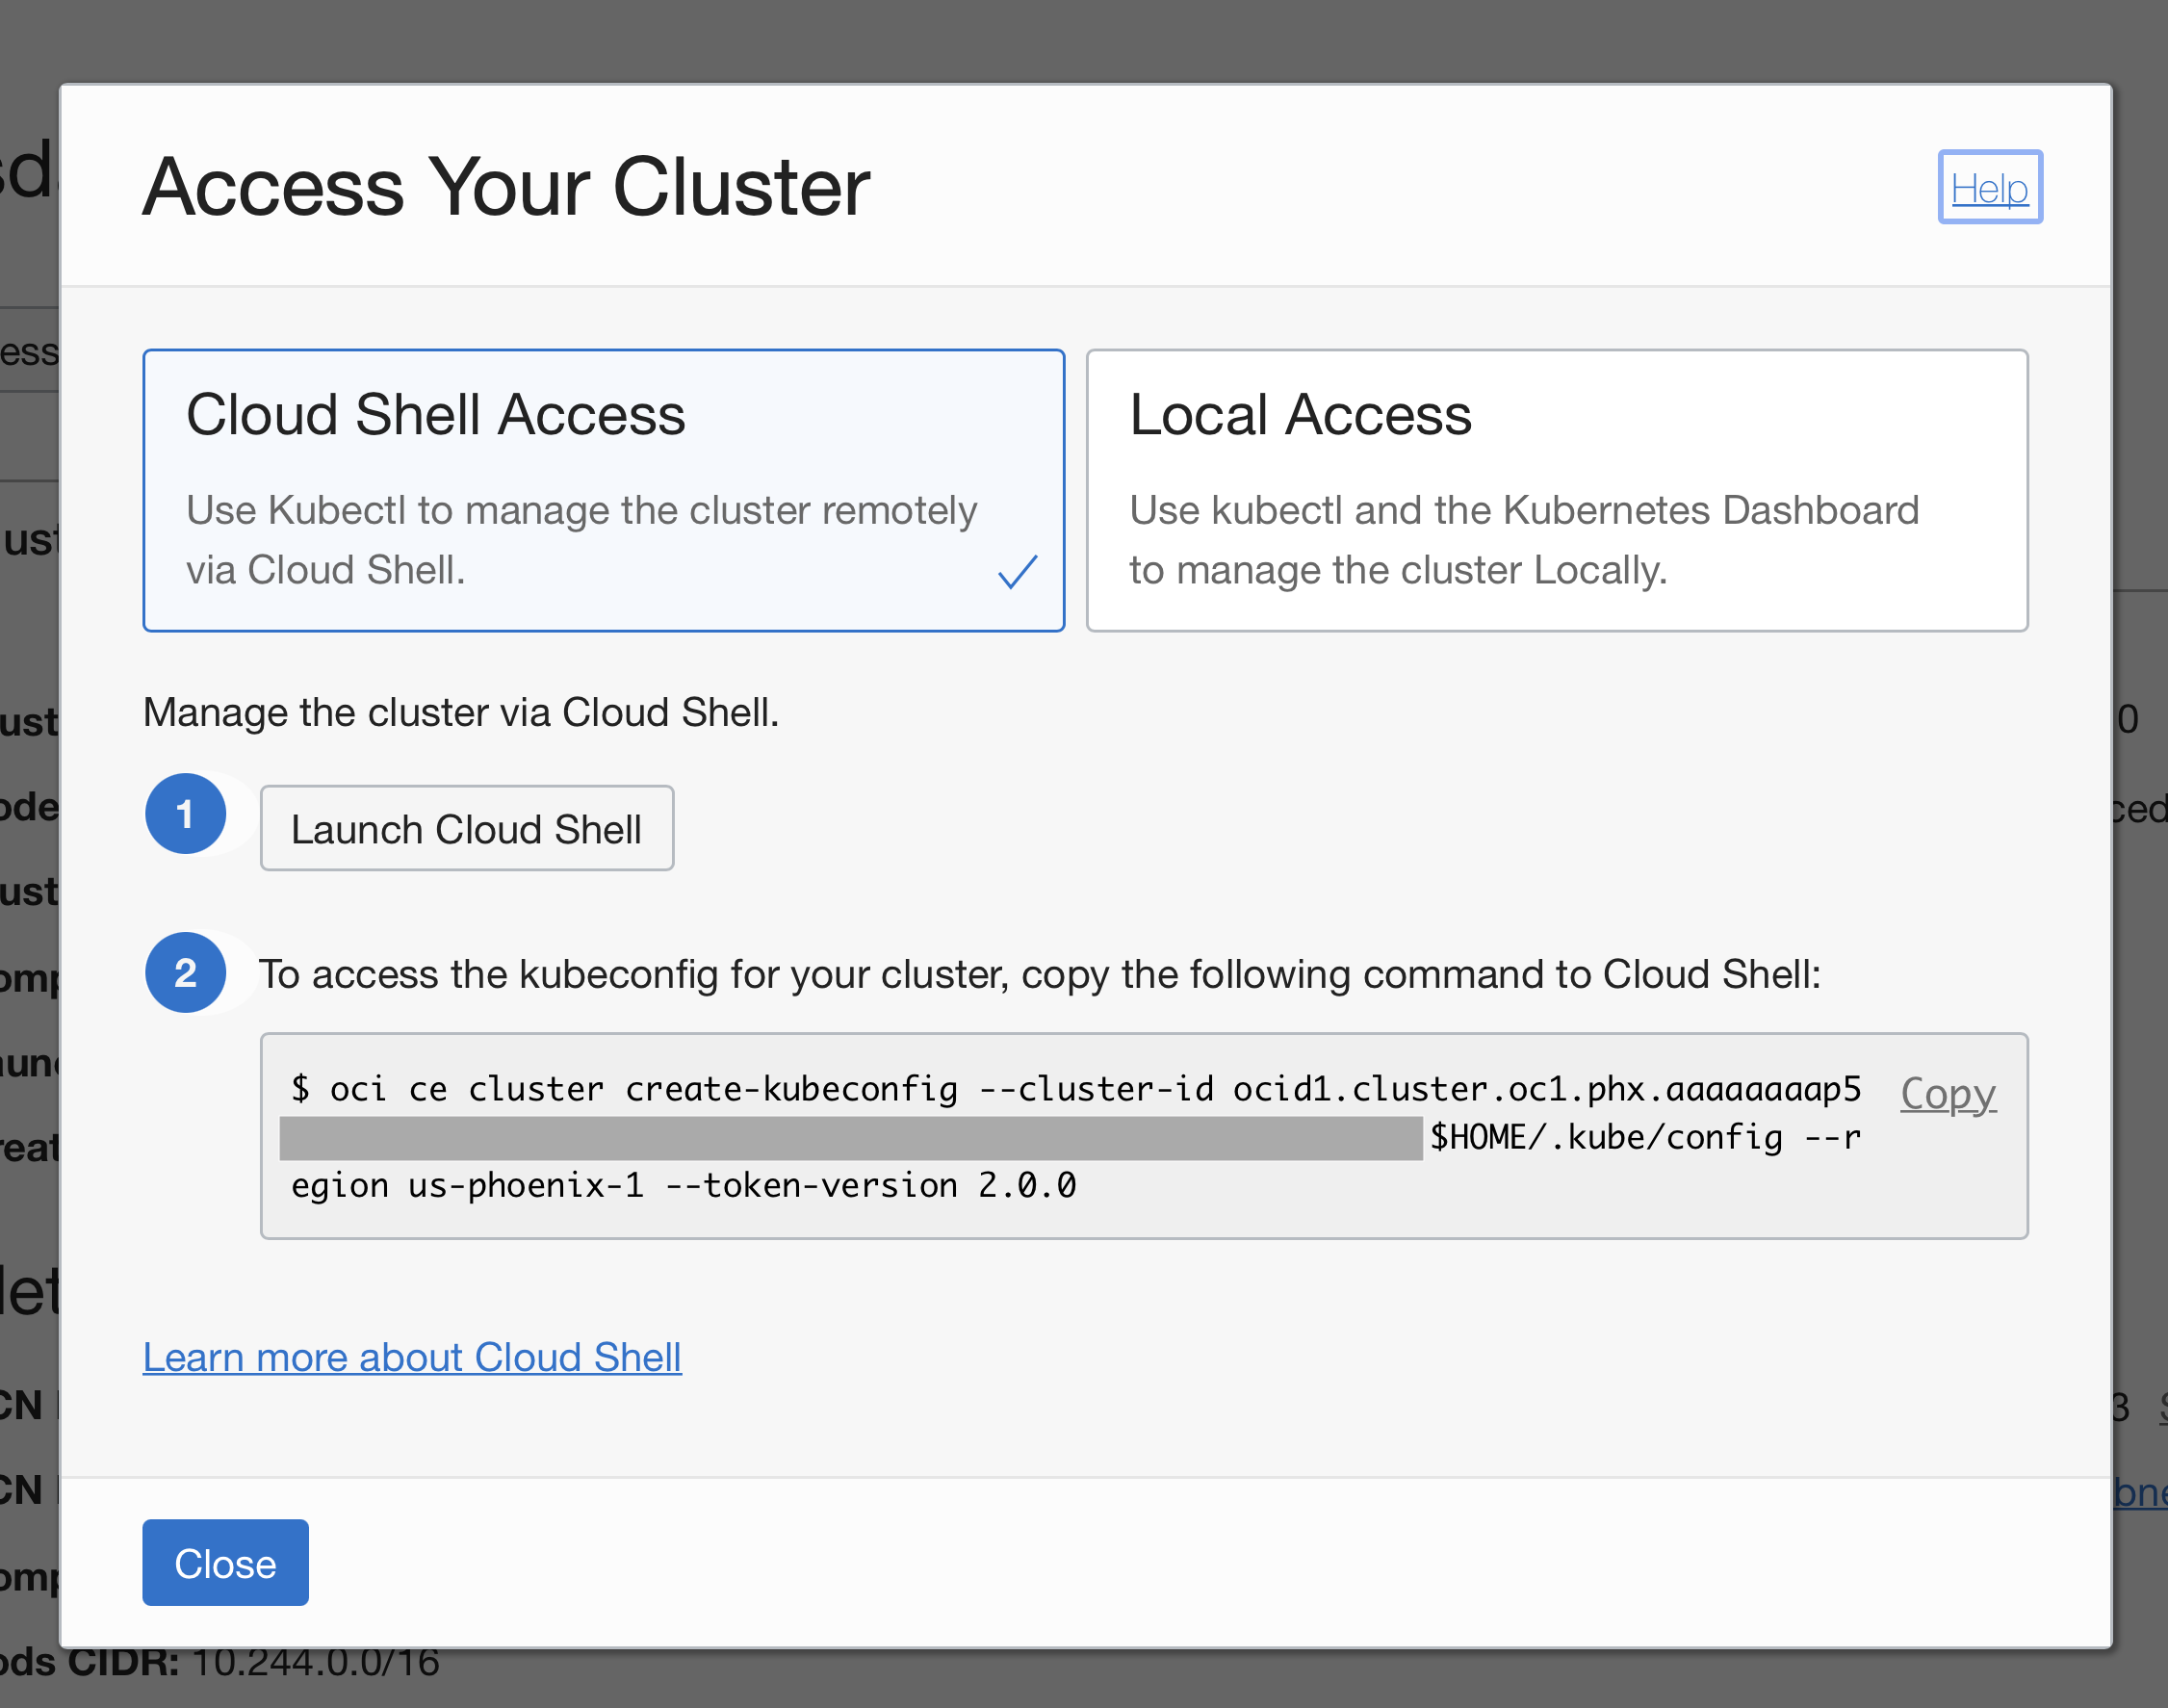 Access Your Cluster
Help
Cloud Shell Access
Use Kubectl to manage the cluster remotely
via Cloud Shell.
Local Access
Use kubectl and the Kubernetes Dashboard
to manage the cluster Locally.
Manage the cluster via Cloud Shell.
1
Launch Cloud Shell
2
To access the kubeconfig for your cluster, copy the following command to Cloud Shell:
$ oci ce cluster create-kubeconfig --cluster-id ocid1.cluster.oc1.phx.aaaaaaaap5
Copy
$HOME/.kube/config --r
egion us-phoenix-1 --token-version 2.0.0
Learn more about Cloud Shell
Close
ods CIDR: 10.244.0.0/16